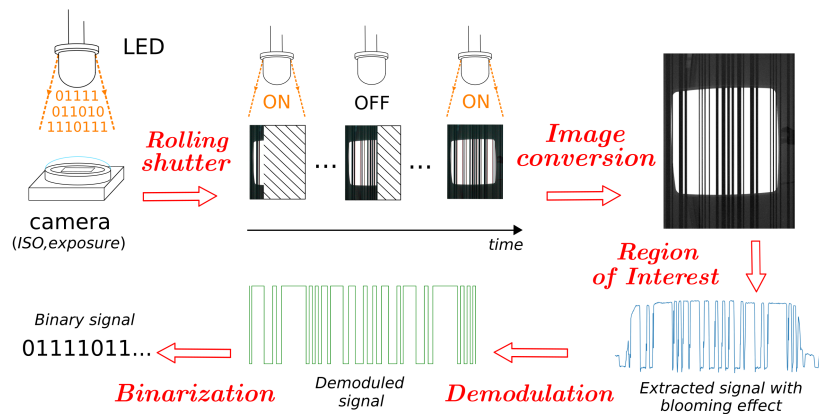 LED
01111
011010
1110111
camera
(ISO,exposure)
Rolling
shutter
ON
OFF
ON
...
...
time
Image
conversion
Region
of Interest
Extracted signal with
blooming effect
Demodulation
Demoduled
signal
Binarization
Binary signal
01111011...